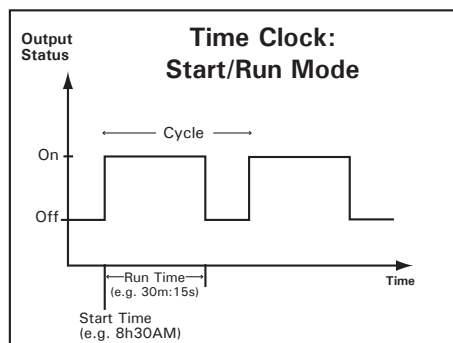 Time Clock:
Start/Run Mode
Output
Status
Cycle
On
Off
Run Time
(e.g. 30m:15s)
Time
Start Time
(e.g. 8h30AM)